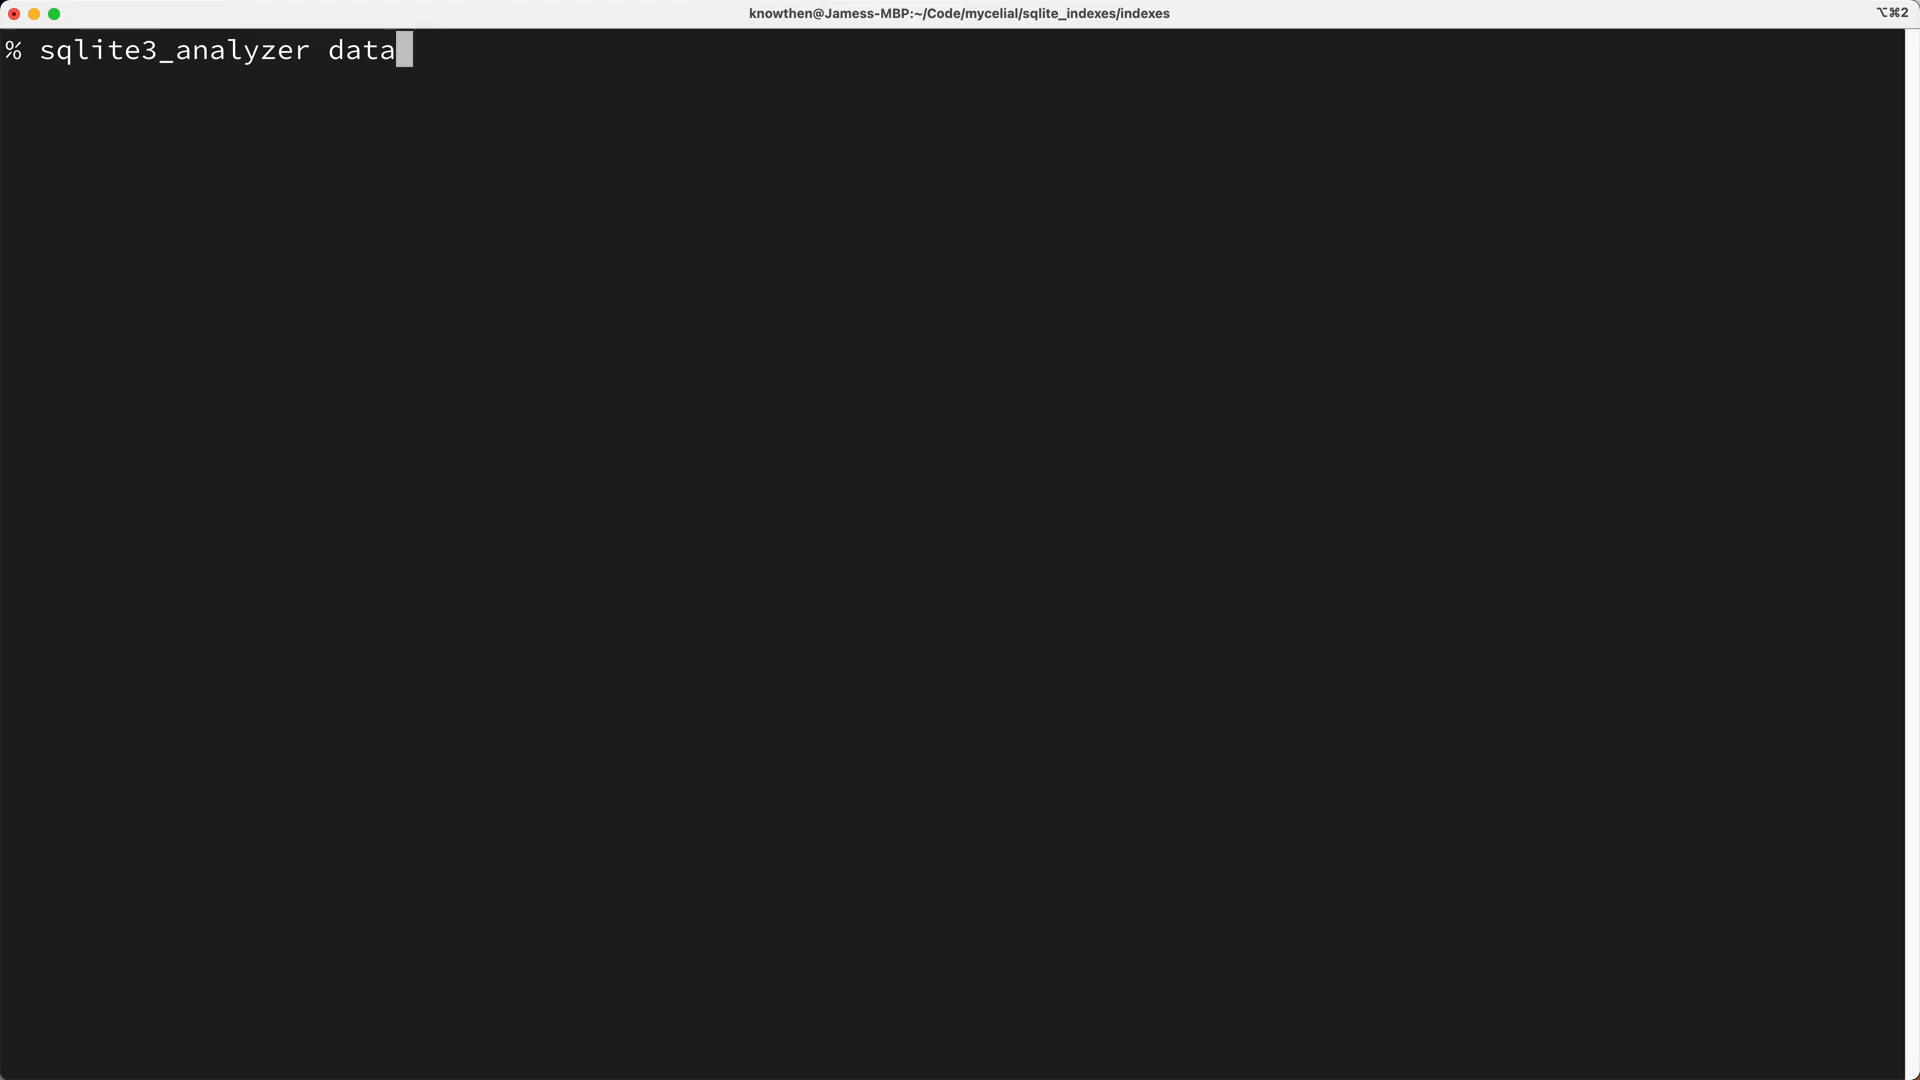 knowthen@Jamess-MBP:~/Code/mycelial/sqlite_indexes/indexes
⌥⌘2
% sqlite3_analyzer data